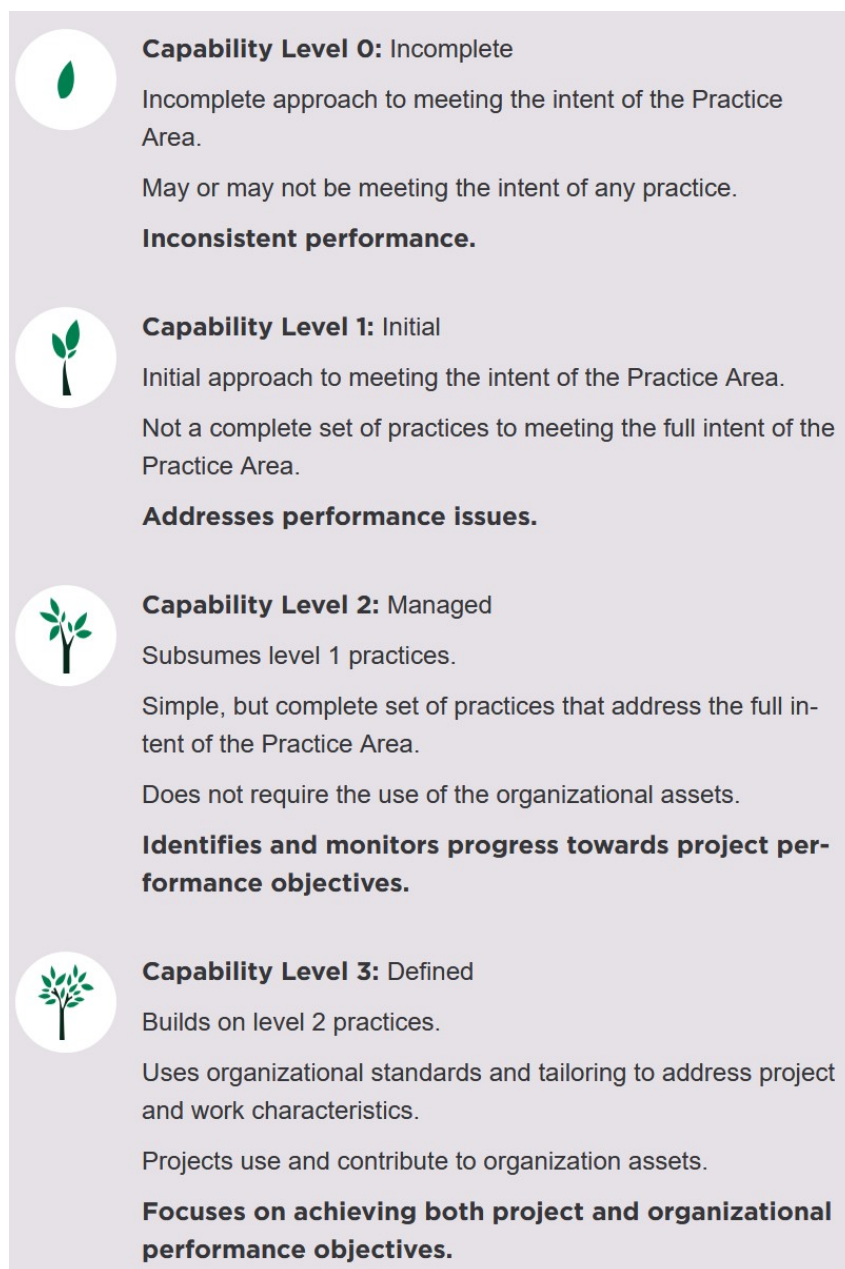 Capability Level 0: Incomplete
Incomplete approach to meeting the intent of the Practice
Area.
May or may not be meeting the intent of any practice.
Inconsistent performance.
Capability Level 1: Initial
Initial approach to meeting the intent of the Practice Area.
Not a complete set of practices to meeting the full intent of the
Practice Area.
Addresses performance issues.
Capability Level 2: Managed
Subsumes level 1 practices.
Simple, but complete set of practices that address the full in-
tent of the Practice Area.
Does not require the use of the organizational assets.
Identifies and monitors progress towards project per-
formance objectives.
Capability Level 3: Defined
Builds on level 2 practices.
Uses organizational standards and tailoring to address project
and work characteristics.
Projects use and contribute to organization assets.
Focuses on achieving both project and organizational
performance objectives.